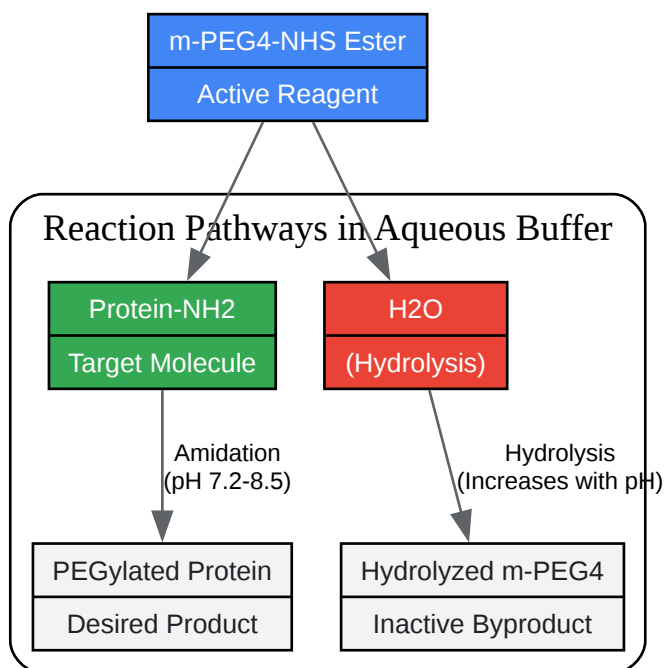 m-PEG4-NHS Ester
Active Reagent
Reaction Pathways in Aqueous Buffer
Protein-NH2
Target Molecule
H2O
(Hydrolysis)
Amidation
(pH 7.2-8.5)
Hydrolysis
(Increases with pH)
PEGylated Protein
Desired Product
Hydrolyzed m-PEG4
Inactive Byproduct